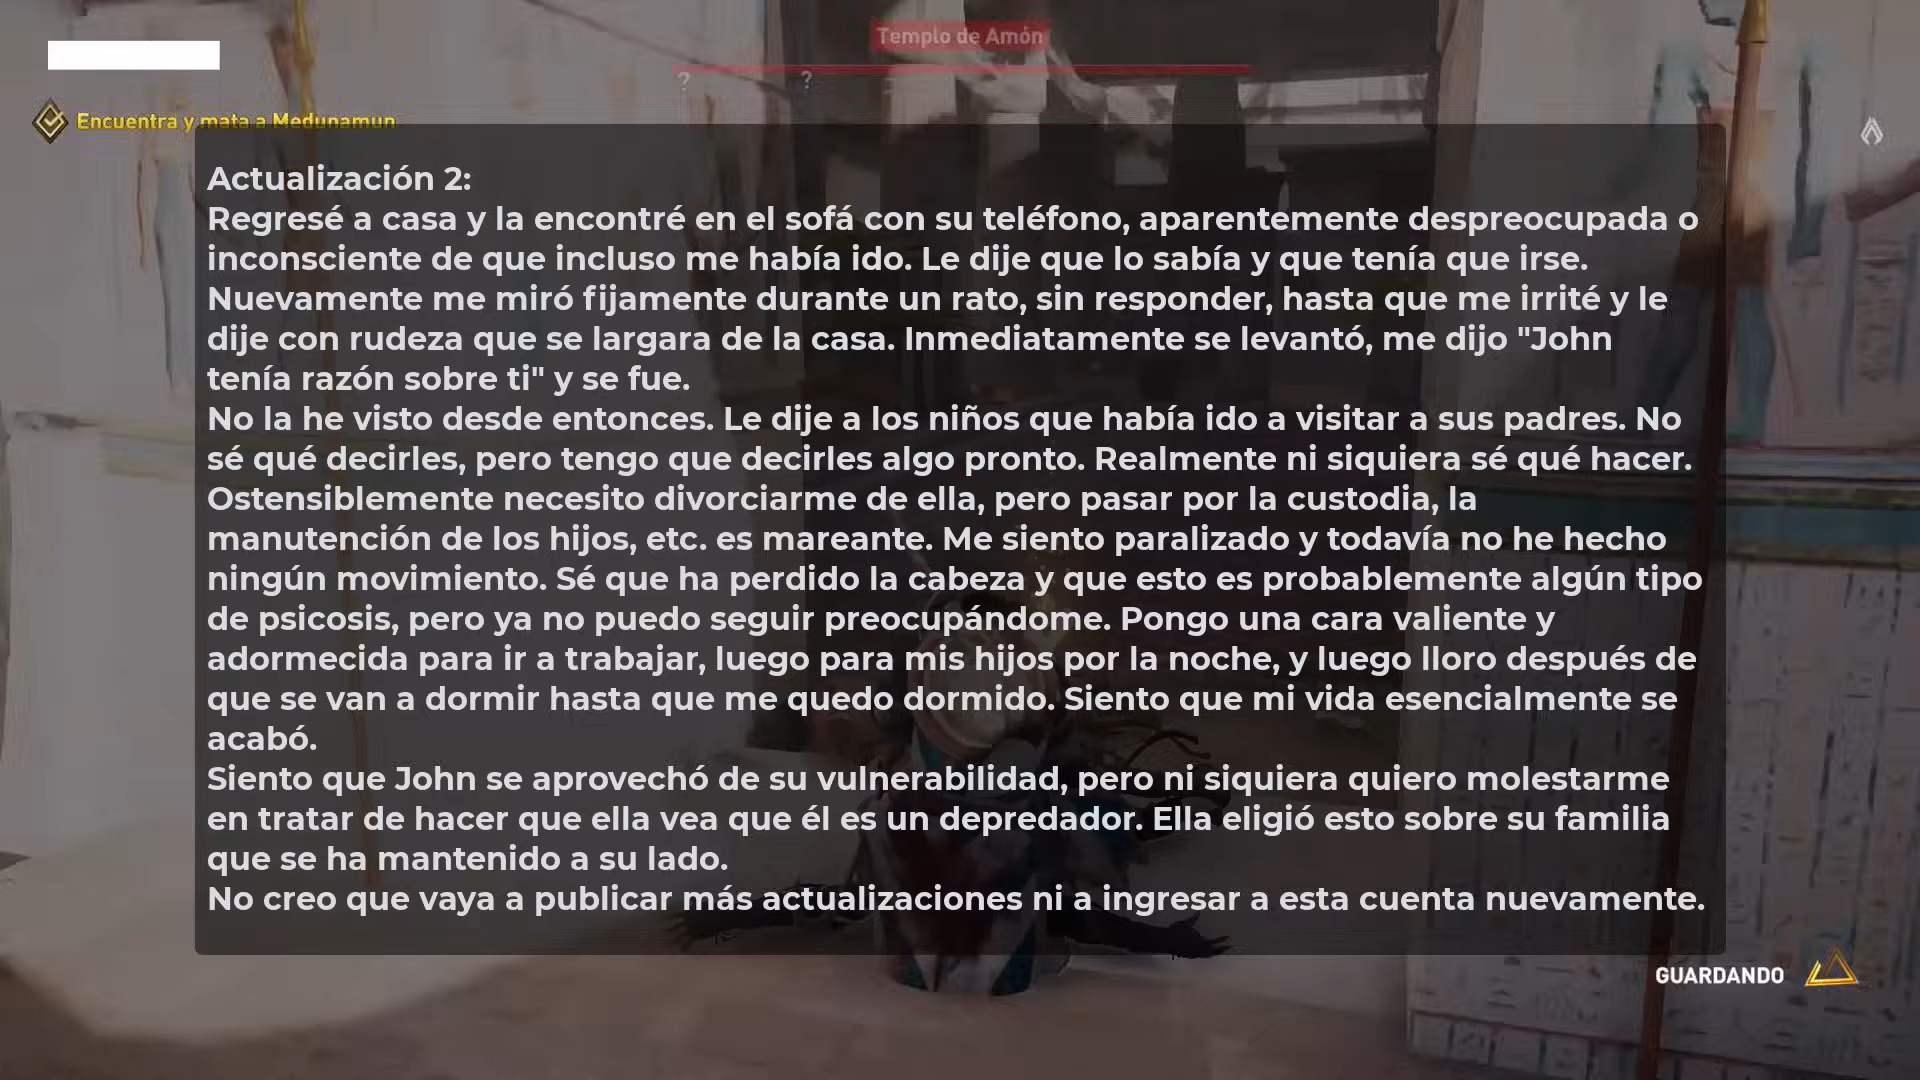 Templo de Amón
? ?
Encuentra y mata a Medunamun
Actualización 2:
Regresé a casa y la encontré en el sofá con su teléfono, aparentemente despreocupada o
inconsciente de que incluso me había ido. Le dije que lo sabía y que tenía que irse.
Nuevamente me miró fijamente durante un rato, sin responder, hasta que me irrité y le
dije con rudeza que se largara de la casa. Inmediatamente se levantó, me dijo "John
tenía razón sobre ti" y se fue.
No la he visto desde entonces. Le dije a los niños que había ido a visitar a sus padres. No
sé qué decirles, pero tengo que decirles algo pronto. Realmente ni siquiera sé qué hacer.
Ostensiblemente necesito divorciarme de ella, pero pasar por la custodia, la
manutención de los hijos, etc. es mareante. Me siento paralizado y todavía no he hecho
ningún movimiento. Sé que ha perdido la cabeza y que esto es probablemente algún tipo
de psicosis, pero ya no puedo seguir preocupándome. Pongo una cara valiente y
adormecida para ir a trabajar, luego para mis hijos por la noche, y luego lloro después de
que se van a dormir hasta que me quedo dormido. Siento que mi vida esencialmente se
acabó.
Siento que John se aprovechó de su vulnerabilidad, pero ni siquiera quiero molestarme
en tratar de hacer que ella vea que él es un depredador. Ella eligió esto sobre su familia
que se ha mantenido a su lado.
No creo que vaya a publicar más actualizaciones ni a ingresar a esta cuenta nuevamente.
GUARDANDO